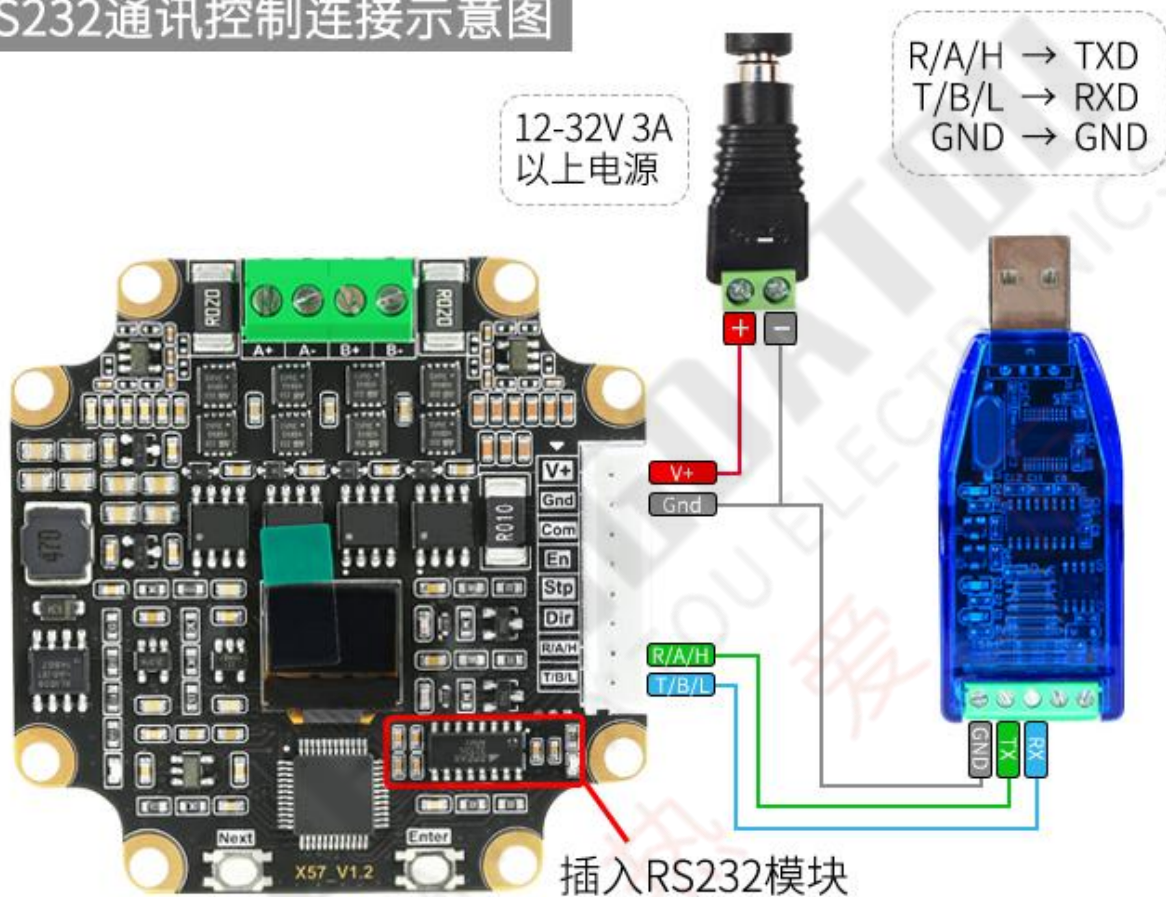 S232通讯控制连接示意图
R/A/H → TXD
T/B/L → RXD
GND → GND
12-32V 3A
以上电源
R020
R020
A+ A- B+ B-
+ −
V+
Gnd
Com
En
Stp
Dir
R/A/H
T/B/L
V+
Gnd
R/A/H
T/B/L
R010
470
GND
TX
RX
Next
Enter
X57_V1.2
插入RS232模块